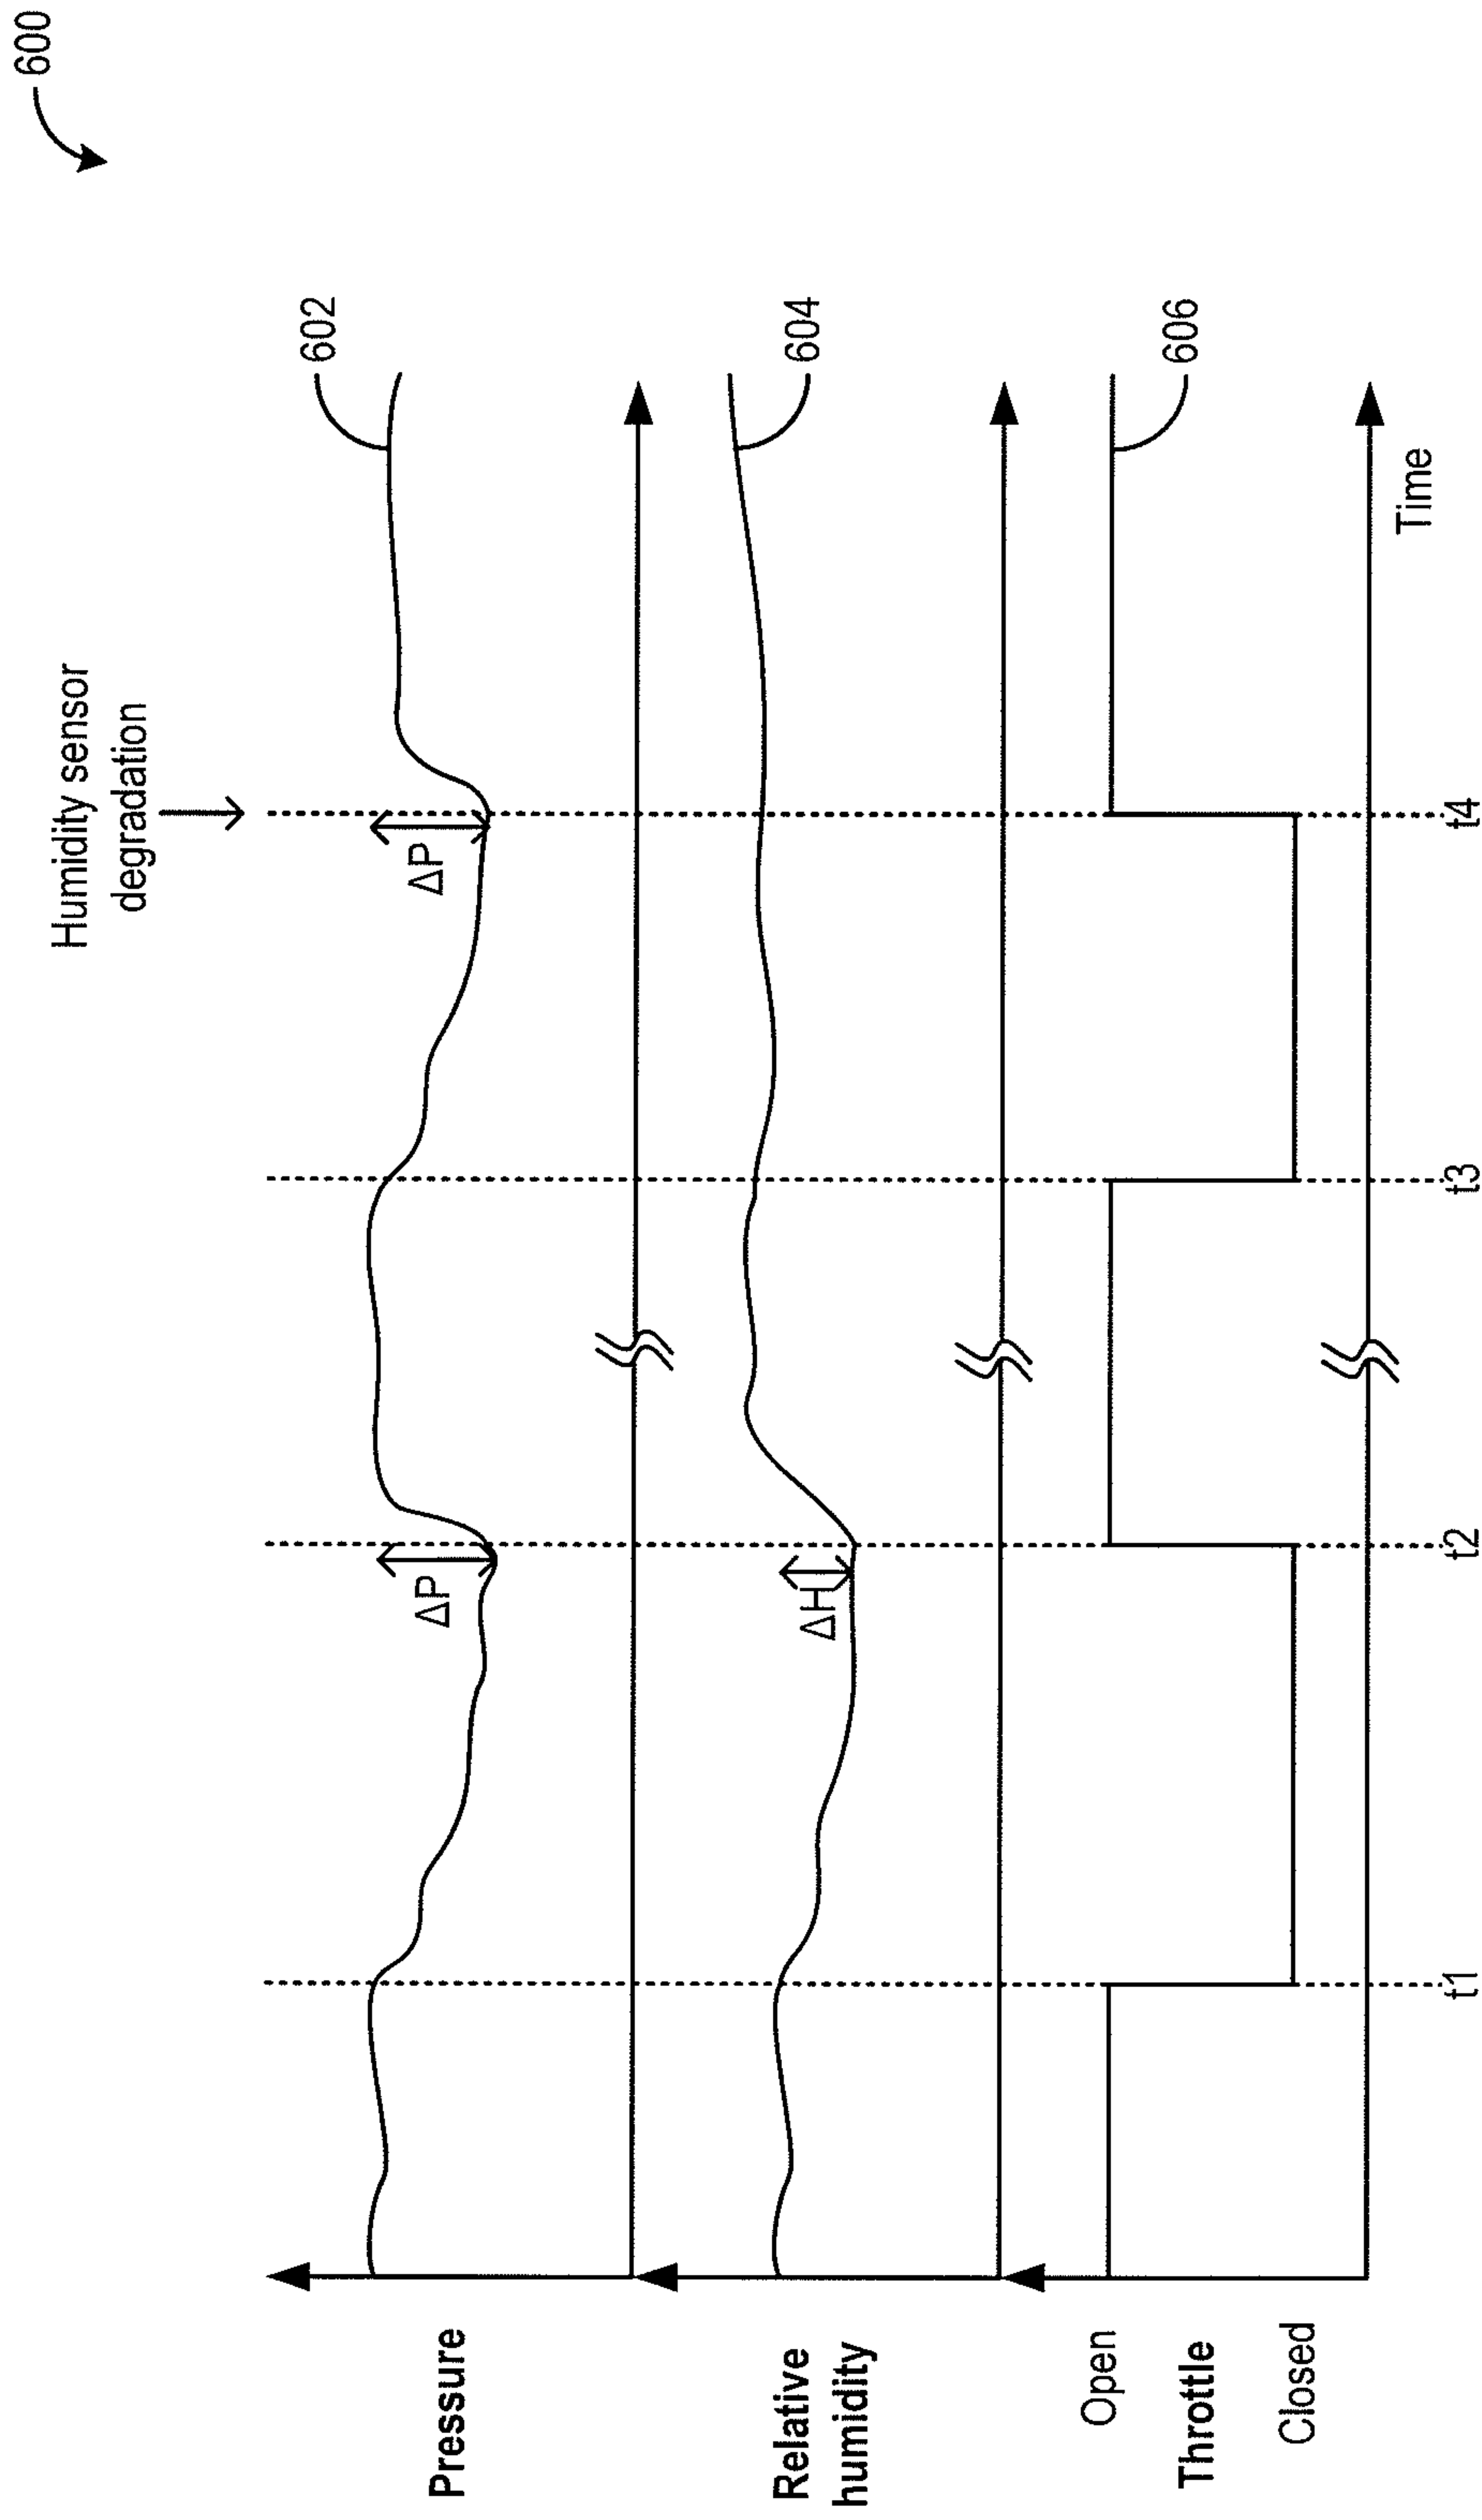 600
Humidity sensor
degradation
602
Pressure
ΔP
ΔP
604
Relative
humidity
ΔH
606
Open
Throttle
Closed
Time
t1
t2
t3
t4